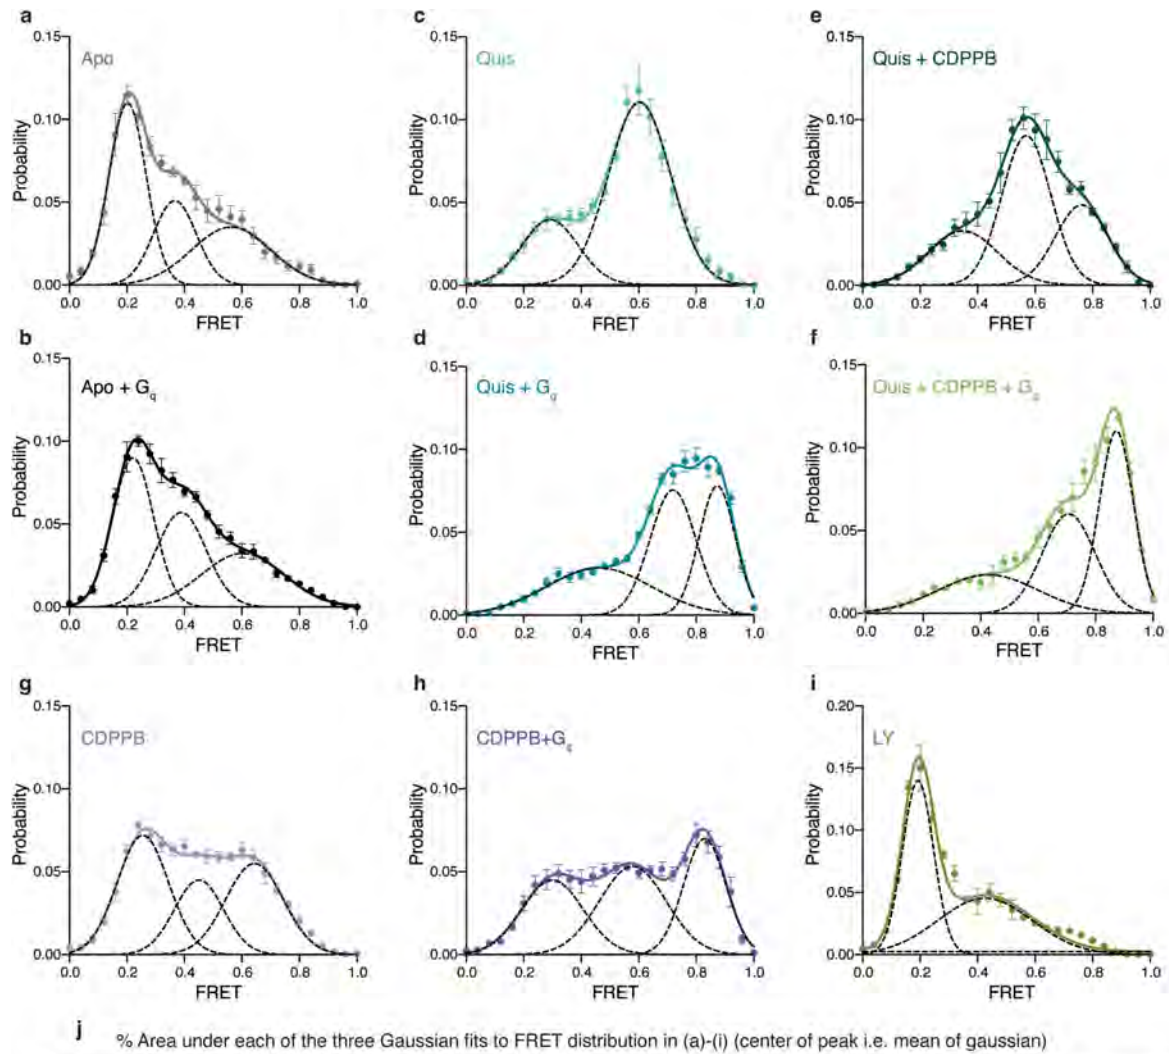 a
0.15
Apo
0.10
Probability
0.05
0.00
0.0 0.2 0.4 0.6 0.8 1.0
FRET
c
0.15
Quis
0.10
Probability
0.05
0.00
0.0 0.2 0.4 0.6 0.8 1.0
FRET
e
0.15
Quis + CDPPB
0.10
Probability
0.05
0.00
0.0 0.2 0.4 0.6 0.8 1.0
FRET
b
0.15
Apo + Gq
0.10
Probability
0.05
0.00
0.0 0.2 0.4 0.6 0.8 1.0
FRET
d
0.15
Quis + Gq
0.10
Probability
0.05
0.00
0.0 0.2 0.4 0.6 0.8 1.0
FRET
f
0.15
Quis + CDPPB + Gq
0.10
Probability
0.05
0.00
0.0 0.2 0.4 0.6 0.8 1.0
FRET
g
0.15
CDPPB
0.10
Probability
0.05
0.00
0.0 0.2 0.4 0.6 0.8 1.0
FRET
h
0.15
CDPPB+Gq
0.10
Probability
0.05
0.00
0.0 0.2 0.4 0.6 0.8 1.0
FRET
i
0.20
LY
0.15
0.10
Probability
0.05
0.00
0.0 0.2 0.4 0.6 0.8 1.0
FRET
j % Area under each of the three Gaussian fits to FRET distribution in (a)-(i) (center of peak i.e. mean of gaussian)